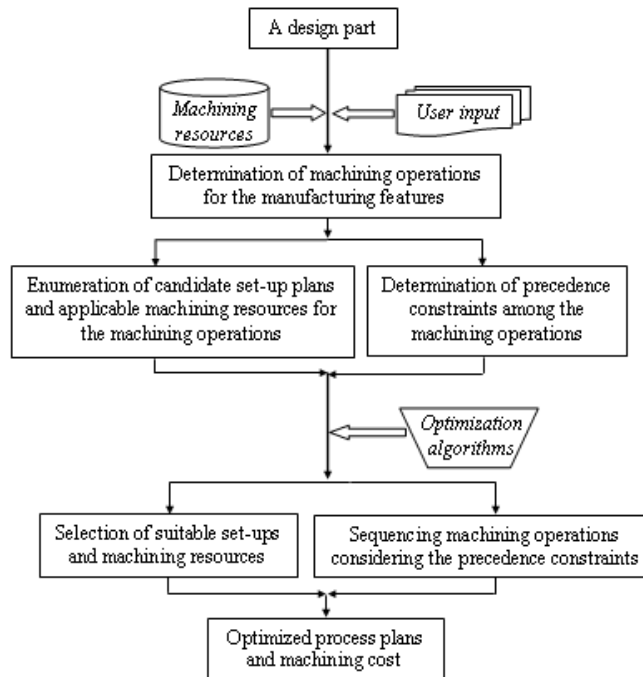 A design part
Machining
resources
User input
Determination of machining operations
for the manufacturing features
Enumeration of candidate set-up plans
and applicable machining resources for
the machining operations
Determination of precedence
constraints among the
machining operations
Optimization
algorithms
Selection of suitable set-ups
and machining resources
Sequencing machining operations
considering the precedence constraints
Optimized process plans
and machining cost